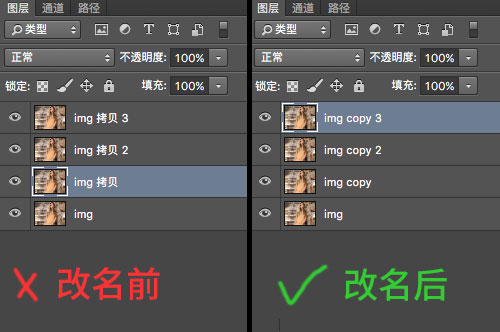 图层 通道 路径
类型
正常 不透明度: 100%
锁定: 填充: 100%
img 拷贝 3
img 拷贝 2
img 拷贝
img
改名前
图层 通道 路径
类型
正常 不透明度: 100%
锁定: 填充: 100%
img copy 3
img copy 2
img copy
img
改名后